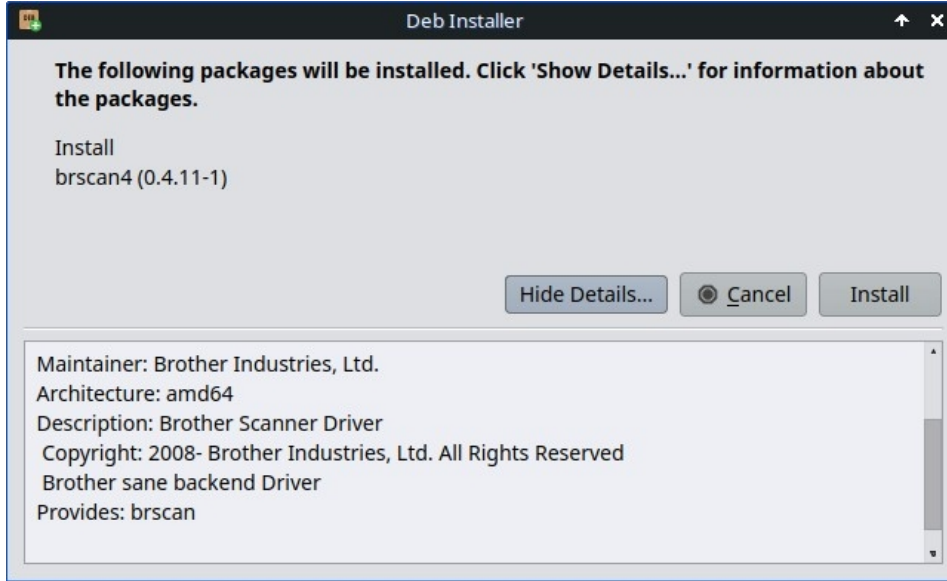 Deb Installer
The following packages will be installed. Click 'Show Details...' for information about
the packages.
Install
brscan4 (0.4.11-1)
Hide Details...
Cancel
Install
Maintainer: Brother Industries, Ltd.
Architecture: amd64
Description: Brother Scanner Driver
Copyright: 2008- Brother Industries, Ltd. All Rights Reserved
Brother sane backend Driver
Provides: brscan